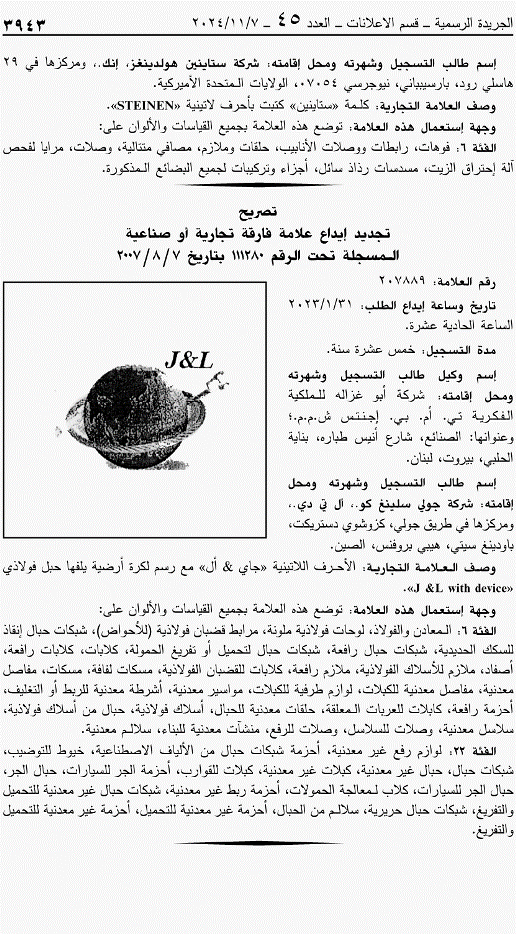 الجريدة الرسمية ـ قسم الاعلانات ـ العدد ٤٥ ـ ٢٠٢٤/١١/٧
٣٩٤٣
إسم طالب التسجيل وشهرته ومحل إقامته: شركة ستاينين هولدينغز، إنك.، ومركزها في ٢٩
هاسلي رود، بارسيباني، نيوجرسي ٠٧٠٥٤، الولايات الـمتحدة الأميركية.
وصف العلامة التجارية: كلـمة «ستاينين» كتبت بأحرف لاتينية «STEINEN».
وجهة إستعمال هذه العلامة: توضع هذه العلامة بجميع القياسات والألوان على:
الفئة ٦: فوهات، رابطات ووصلات الأنابيب، حلقات وملازم، مصافي متتالية، وصلات، مرايا لفحص
آلة إحتراق الزيت، مسدسات رذاذ سائل، أجزاء وتركيبات لجميع البضائع الـمذكورة.
تصريح
تجديد إيداع علامة فارقة تجارية أو صناعية
الـمسجلة تحت الرقم ١١١٢٨٠ بتاريخ ٢٠٠٧/٨/٧
رقم العلامة: ٢٠٧٨٨٩
تاريخ وساعة إيداع الطلب: ٢٠٢٣/١/٣١
الساعة الحادية عشرة.
مدة التسجيل: خمس عشرة سنة.
إسم وكيل طالب التسجيل وشهرته
ومحل إقامته: شركة أبو غزاله للـملكية
الفكرية تي. أم. بي. إجنتس ش.م.م.؛
وعنوانها: الصنائع، شارع أنيس طباره، بناية
الحلبي، بيروت، لبنان.
إسم طالب التسجيل وشهرته ومحل
إقامته: شركة جولي سلينغ كو.، آل تي دي.،
ومركزها في طريق جولي، كزوشوي دستريكت،
باودينغ سيتي، هيبي بروفنس، الصين.
J&L
وصف العـلامـة التجاريـة: الأحـرف اللاتينية «جاي & أل» مع رسم لكرة أرضية يلفها حبل فولاذي
«J &L with device».
وجهة إستعمال هذه العلامة: توضع هذه العلامة بجميع القياسات والألوان على:
الفئة ٦: الـمعادن والفولاذ، لوحات فولاذية ملونة، مرابط قضبان فولاذية (للأحواض)، شبكات حبال إنقاذ
للسكك الحديدية، شبكات حبال رافعة، شبكات حبال لتحميل أو تفريغ الحمولة، كلابات، كلابات رافعة،
أصفاد، ملازم للأسلاك الفولاذية، ملازم رافعة، كلابات للقضبان الفولاذية، مسكات لفافة، مسكات، مفاصل
معدنية، مفاصل معدنية للكبلات، لوازم طرفية للكبلات، مواسير معدنية، أشرطة معدنية للربط أو التغليف،
أحزمة رافعة، كابلات للعربات الـمعلقة، حلقات معدنية للحبال، أسلاك فولاذية، حبال من أسلاك فولاذية،
سلاسل معدنية، وصلات للسلاسل، وصلات للرفع، منشآت معدنية للبناء، سلالـم معدنية.
الفئة ٢٢: لوازم رفع غير معدنية، أحزمة شبكات حبال من الألياف الاصطناعية، خيوط للتوضيب،
شبكات حبال، حبال غير معدنية، كبلات غير معدنية، كبلات للقوارب، أحزمة الجر للسيارات، حبال الجر،
حبال الجر للسيارات، كلاب لـمعالجة الحمولات، أحزمة ربط غير معدنية، شبكات حبال غير معدنية للتحميل
والتفريغ، شبكات حبال حريرية، سلالـم من الحبال، أحزمة غير معدنية للتحميل، أحزمة غير معدنية للتحميل
والتفريغ.